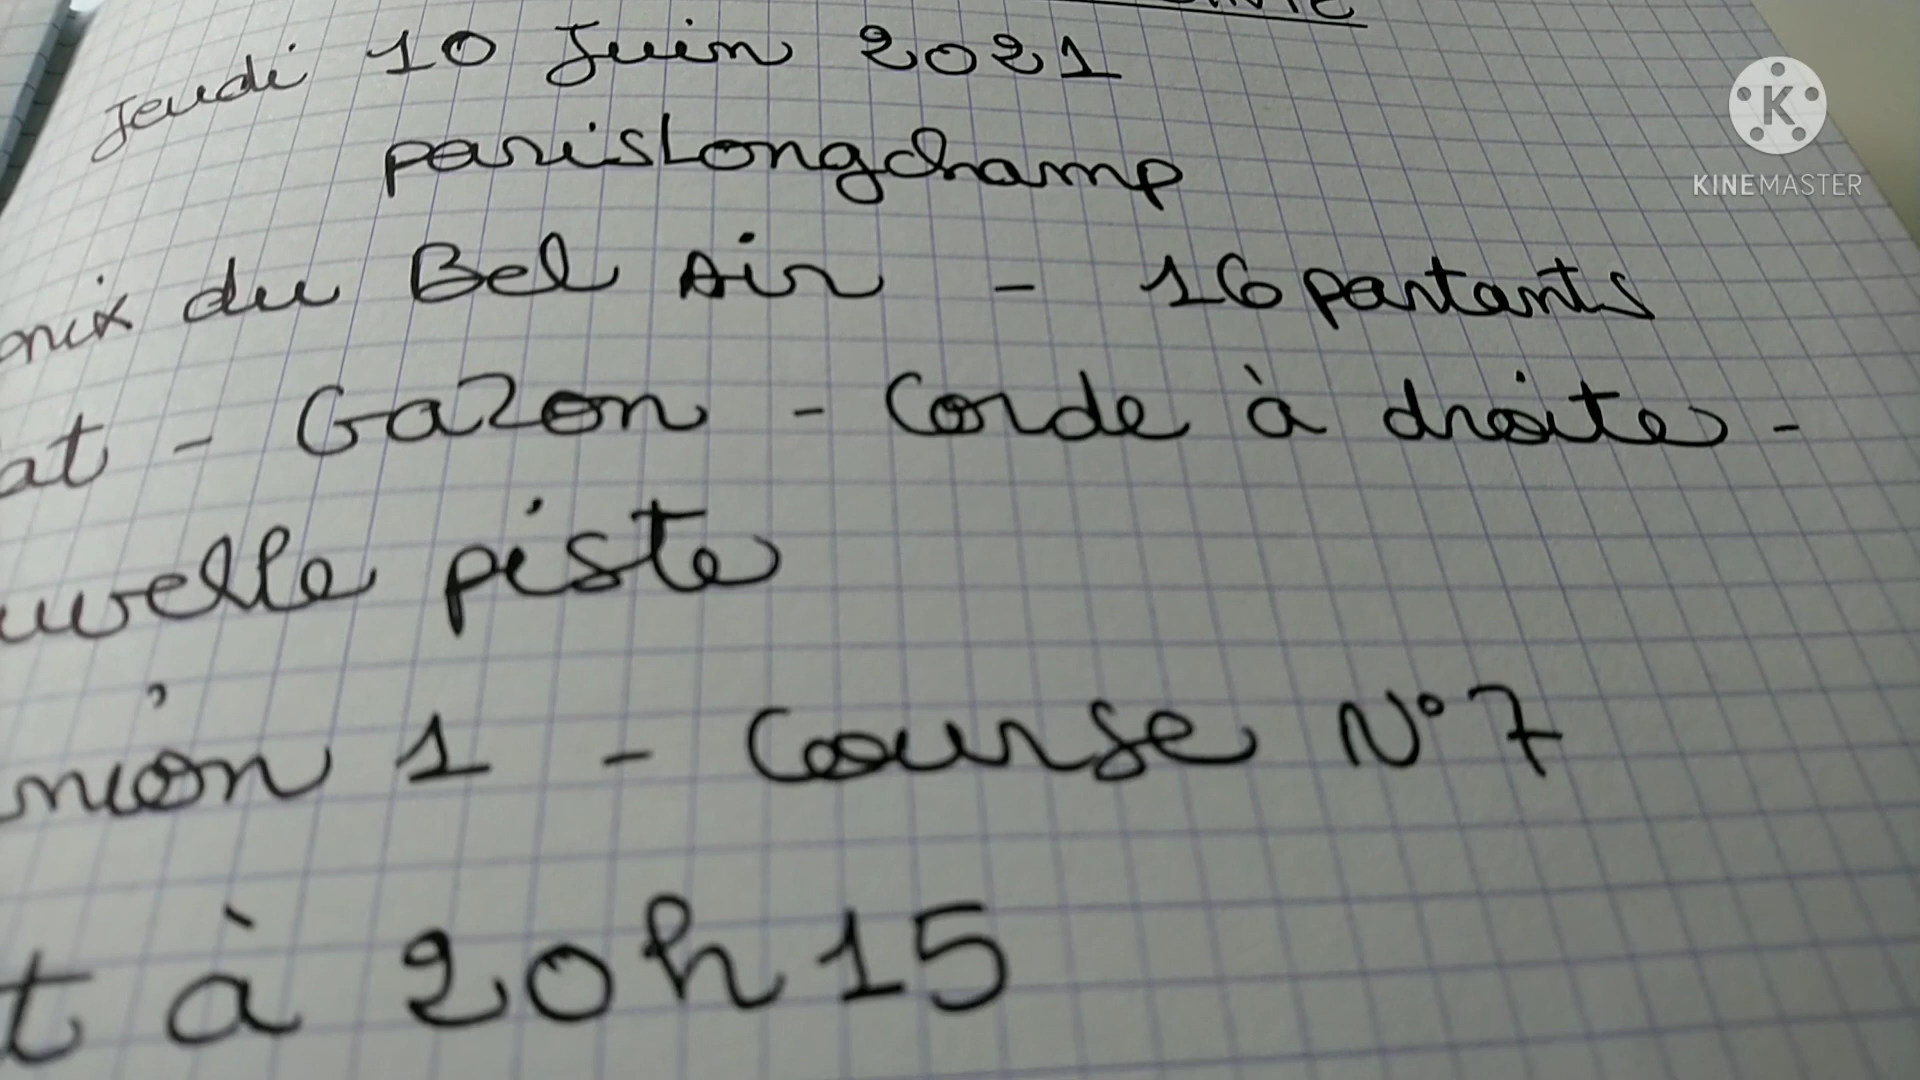 Jeudi 10 Juin 2021
parisLongchamp
prix du Bel Air - 16 partants
at - Gazon - Corde à droite -
uvelle piste
nion 1 - Course N° 7
t à 20h15
K
KINEMASTER